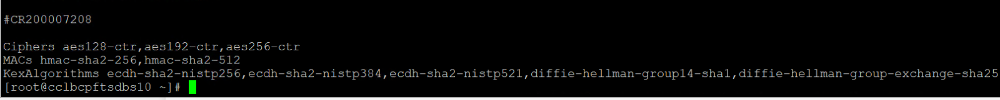 #CR200007208
Ciphers aes128-ctr,aes192-ctr,aes256-ctr
MACs hmac-sha2-256,hmac-sha2-512
KexAlgorithms ecdh-sha2-nistp256,ecdh-sha2-nistp384,ecdh-sha2-nistp521,diffie-hellman-group14-sha1,diffie-hellman-group-exchange-sha25
[root@cclbcpftsdbsl0 ~]#